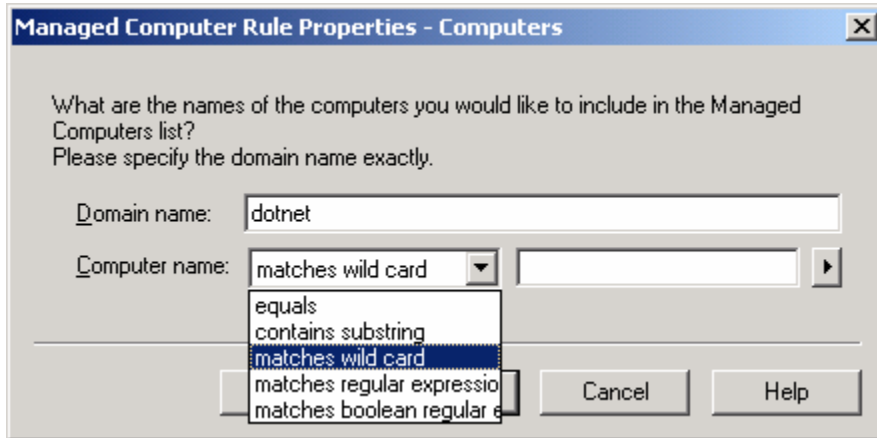 Managed Computer Rule Properties - Computers
What are the names of the computers you would like to include in the Managed
Computers list?
Please specify the domain name exactly.
Domain name: dotnet
Computer name: matches wild card
equals
contains substring
matches wild card
matches regular expressio
matches boolean regular e
Cancel Help